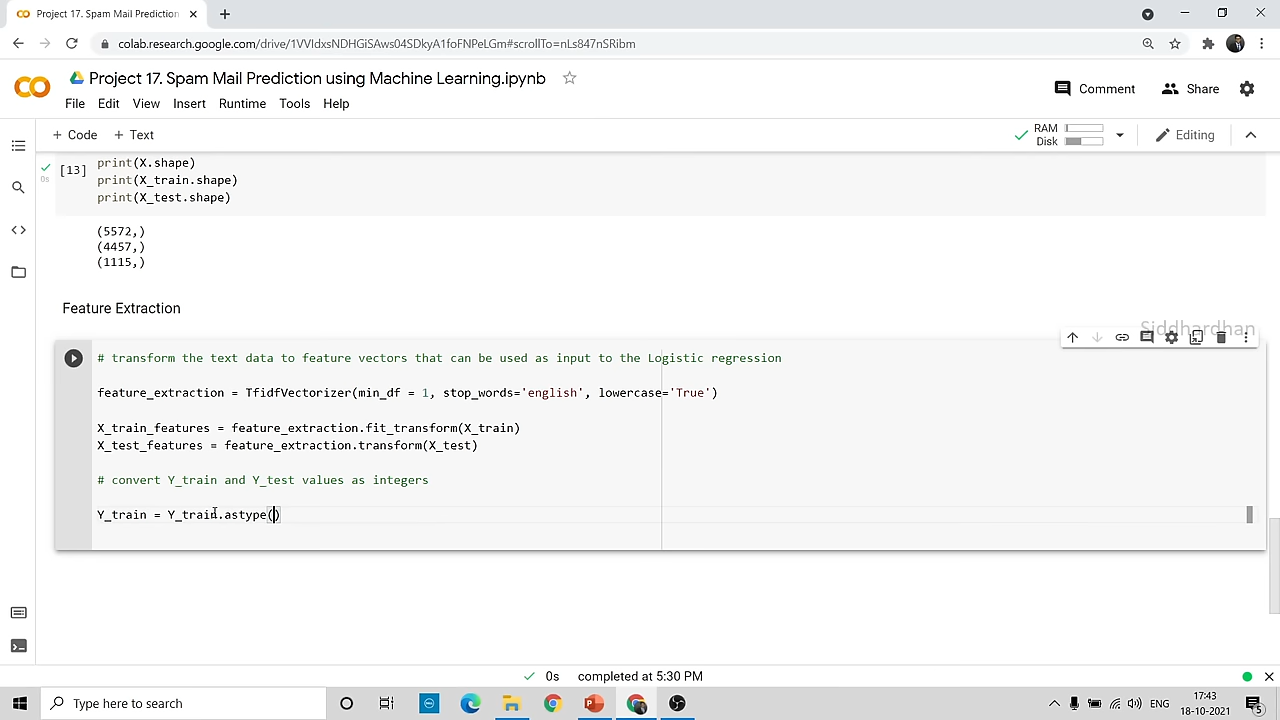 Project 17. Spam Mail Prediction
colab.research.google.com/drive/1VVIdxsNDHGiSAws04SDkyA1foFNPeLGm#scrollTo=nLs847nSRibm
Project 17. Spam Mail Prediction using Machine Learning.ipynb
Comment
Share
File Edit View Insert Runtime Tools Help
+ Code + Text
RAM
Disk
Editing
[13]
0s
print(X.shape)
print(X_train.shape)
print(X_test.shape)
(5572,)
(4457,)
(1115,)
Feature Extraction
Siddhardhan
# transform the text data to feature vectors that can be used as input to the Logistic regression
feature_extraction = TfidfVectorizer(min_df = 1, stop_words='english', lowercase='True')
X_train_features = feature_extraction.fit_transform(X_train)
X_test_features = feature_extraction.transform(X_test)
# convert Y_train and Y_test values as integers
Y_train = Y_train.astype()
0s completed at 5:30 PM
Type here to search
ENG
17:43
18-10-2021
5